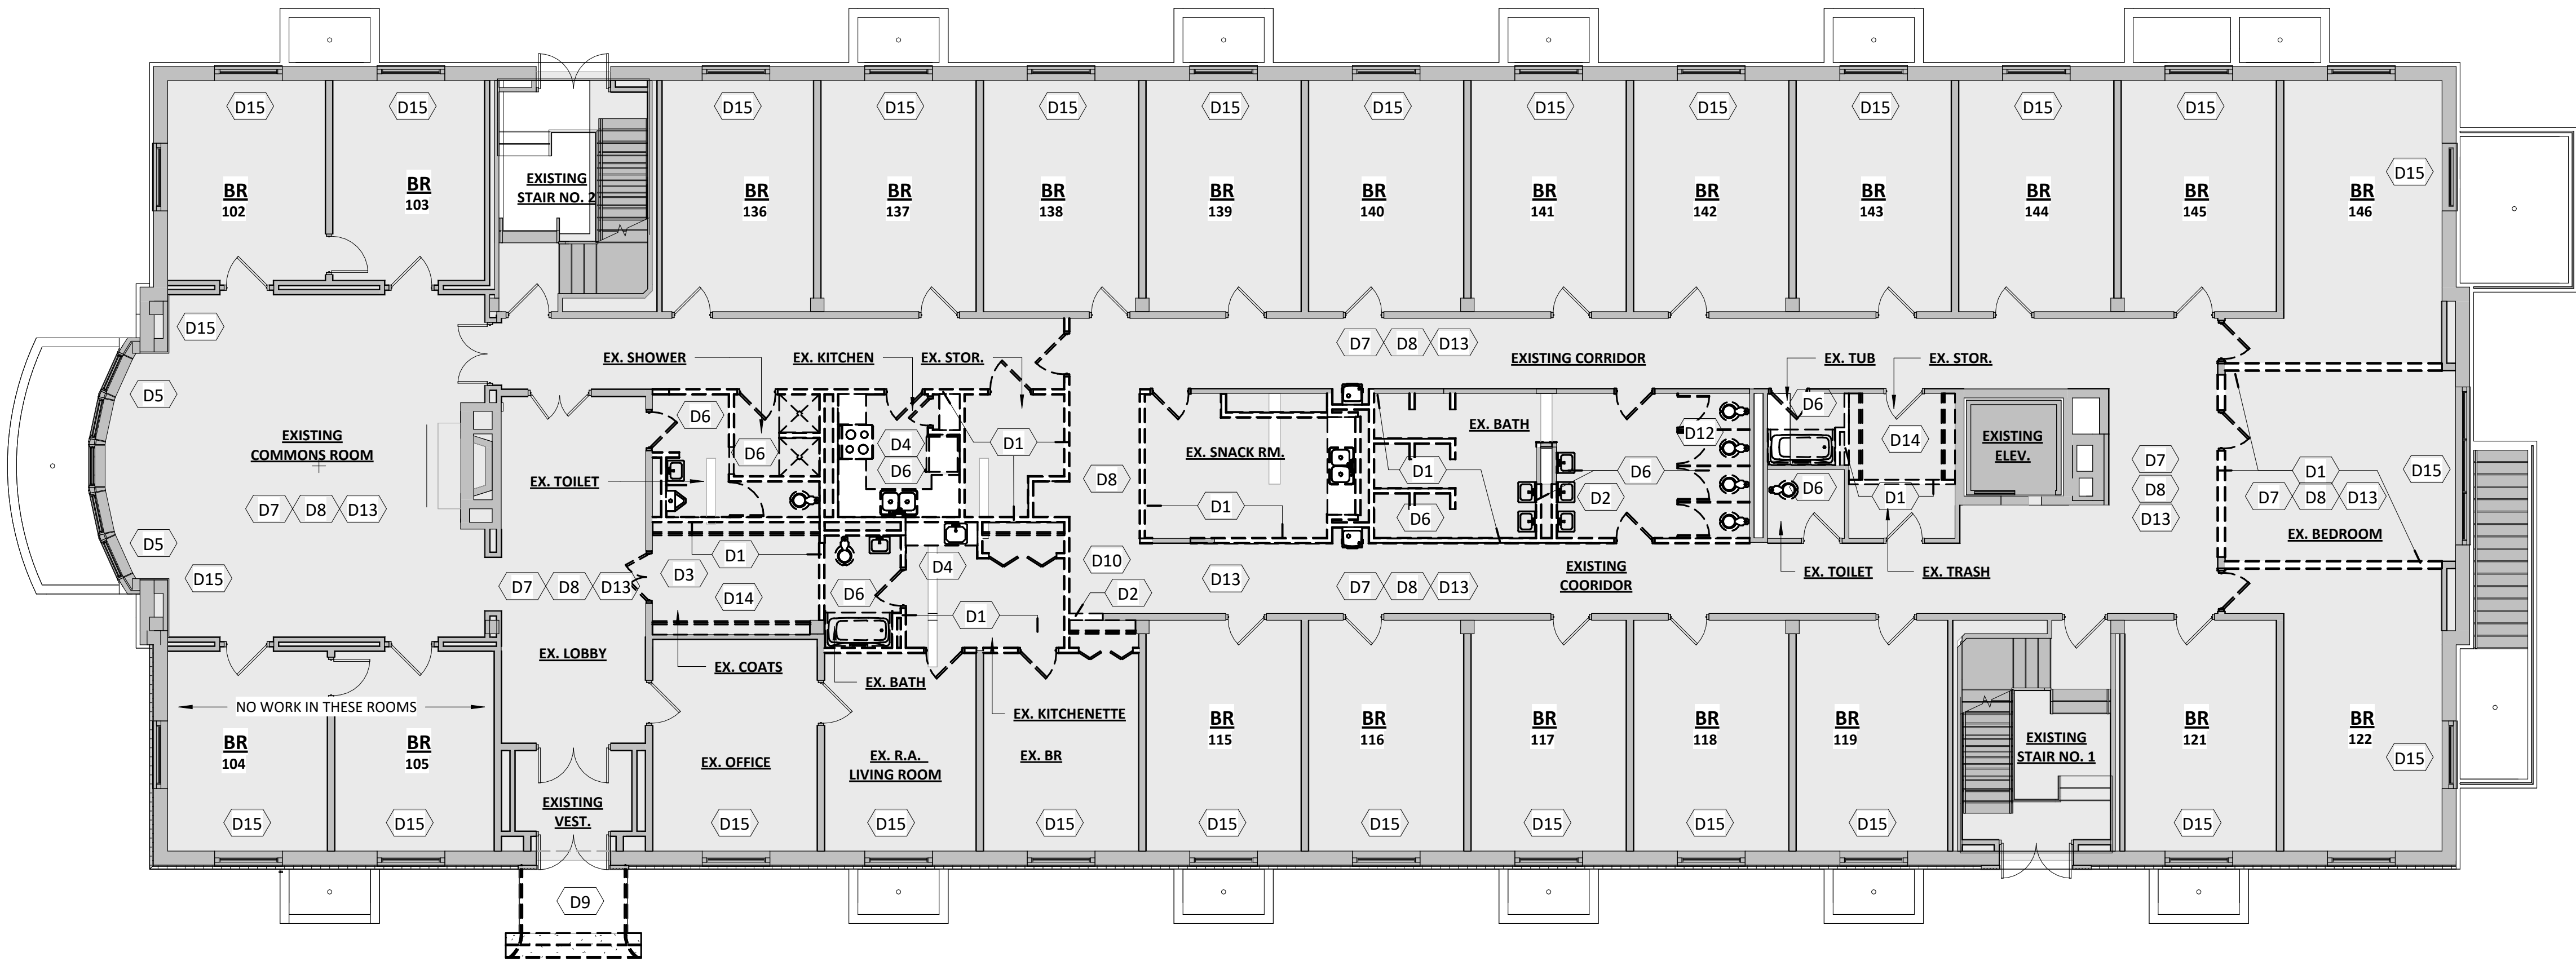 D15
D15
D15
D15
D15
D15
D15
D15
D15
D15
D15
D15
BR
102
BR
103
EXISTING
STAIR NO. 2
BR
136
BR
137
BR
138
BR
139
BR
140
BR
141
BR
142
BR
143
BR
144
BR
145
BR
146
D15
D15
EX. SHOWER
EX. KITCHEN
EX. STOR.
D7 D8 D13
EXISTING CORRIDOR
EX. TUB
EX. STOR.
D5
D6
D6
D4
D6
D1
EX. SNACK RM.
EX. BATH
D12
D6
D14
EXISTING
ELEV.
EXISTING
COMMONS ROOM
EX. TOILET
D8
D1
D1
D6
D6
D2
D6
D1
D7
D8
D13
D1
D7 D8 D13
D15
EX. BEDROOM
D7 D8 D13
D5
D15
D1
D3
D14
D7 D8 D13
D6
D4
D1
D10
D2
D13
D7 D8 D13
EXISTING
COORIDOR
EX. TOILET
EX. TRASH
EX. LOBBY
EX. COATS
EX. BATH
EX. KITCHENETTE
NO WORK IN THESE ROOMS
BR
104
BR
105
EX. OFFICE
EX. R.A.
LIVING ROOM
EX. BR
BR
115
BR
116
BR
117
BR
118
BR
119
EXISTING
STAIR NO. 1
BR
121
BR
122
D15
EXISTING
VEST.
D15
D15
D15
D15
D15
D15
D15
D15
D15
D15
D15
D9